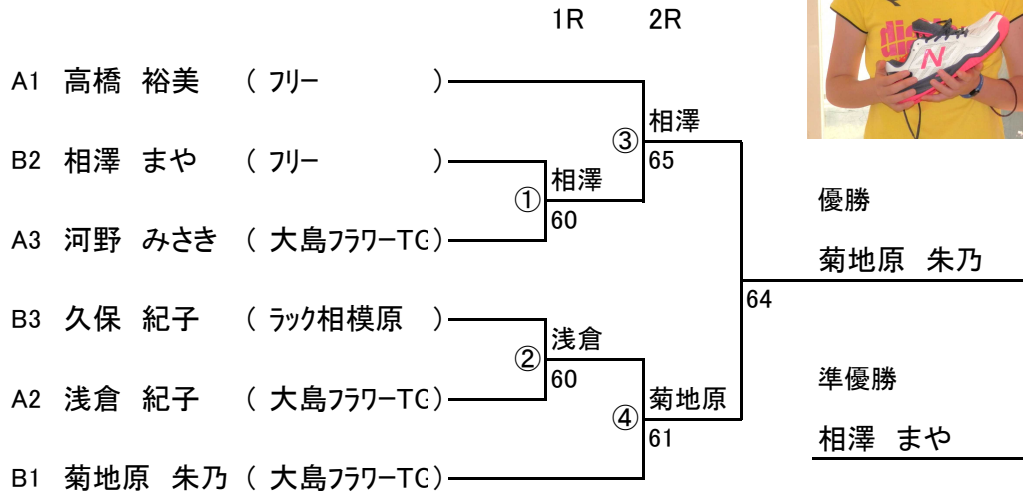 1R 2R
A1 高橋 裕美 ( フリー )
相澤
③
65
B2 相澤 まや ( フリー )
相澤
①
60
優勝
A3 河野 みさき ( 大島フラワーTG )
菊地原 朱乃
64
B3 久保 紀子 ( ラック相模原 )
浅倉
②
60
準優勝
A2 浅倉 紀子 ( 大島フラワーTG )
菊地原
④
61
相澤 まや
B1 菊地原 朱乃 ( 大島フラワーTG )
N